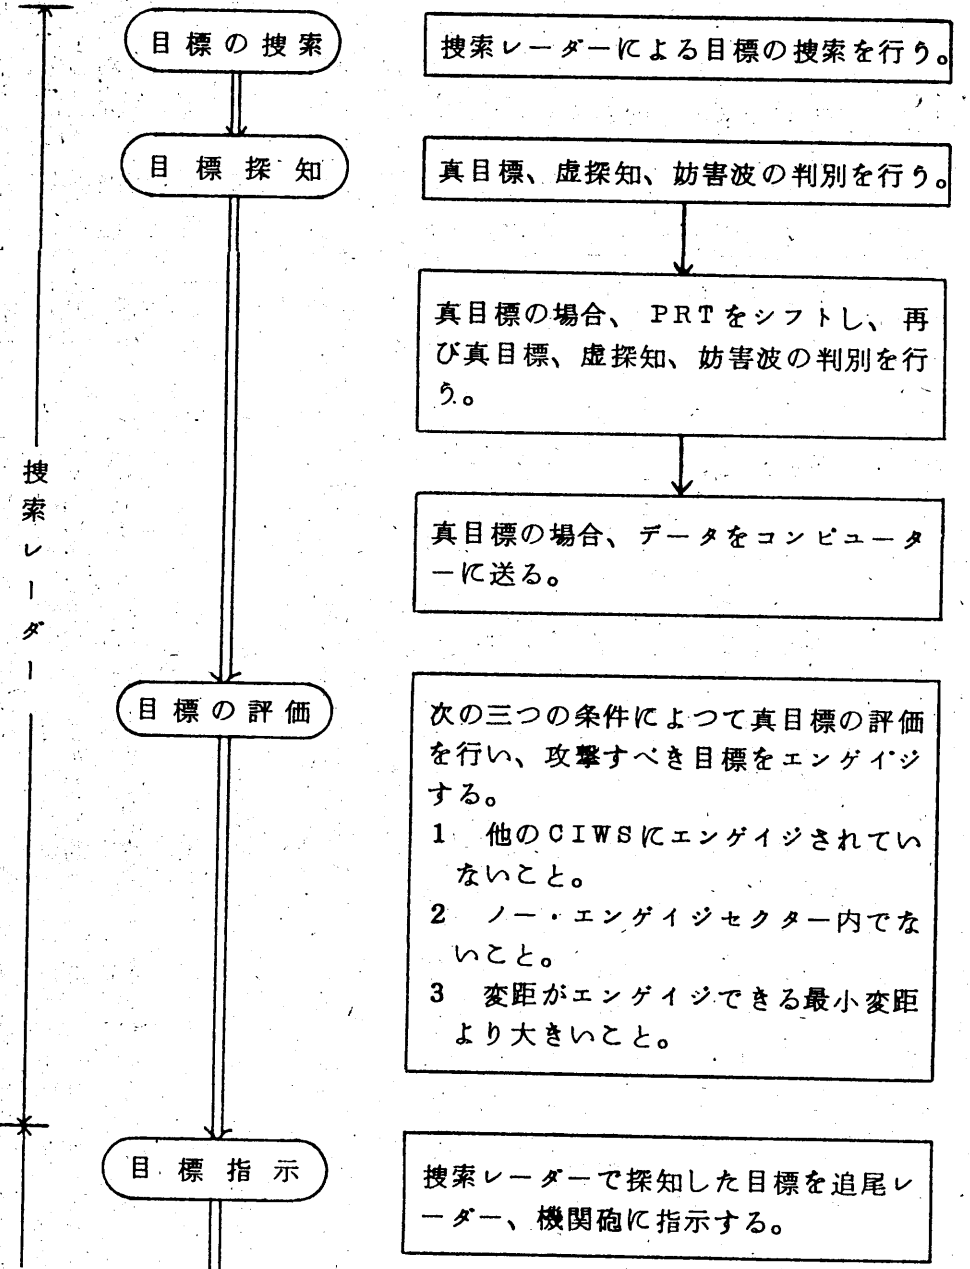 目標の捜索
捜索レーダーによる目標の捜索を行う。
目標探知
真目標、虚探知、妨害波の判別を行う。
真目標の場合、PRTをシフトし、再
び真目標、虚探知、妨害波の判別を行
う。
真目標の場合、データをコンピュータ
ーに送る。
捜索レーダー
目標の評価
次の三つの条件によつて真目標の評価
を行い、攻撃すべき目標をエンゲイジ
する。
1 他のCIWSにエンゲイジされてい
ないこと。
2 ノー・エンゲイジセクター内でな
いこと。
3 変距がエンゲイジできる最小変距
より大きいこと。
目標指示
捜索レーダーで探知した目標を追尾レ
ーダー、機関砲に指示する。